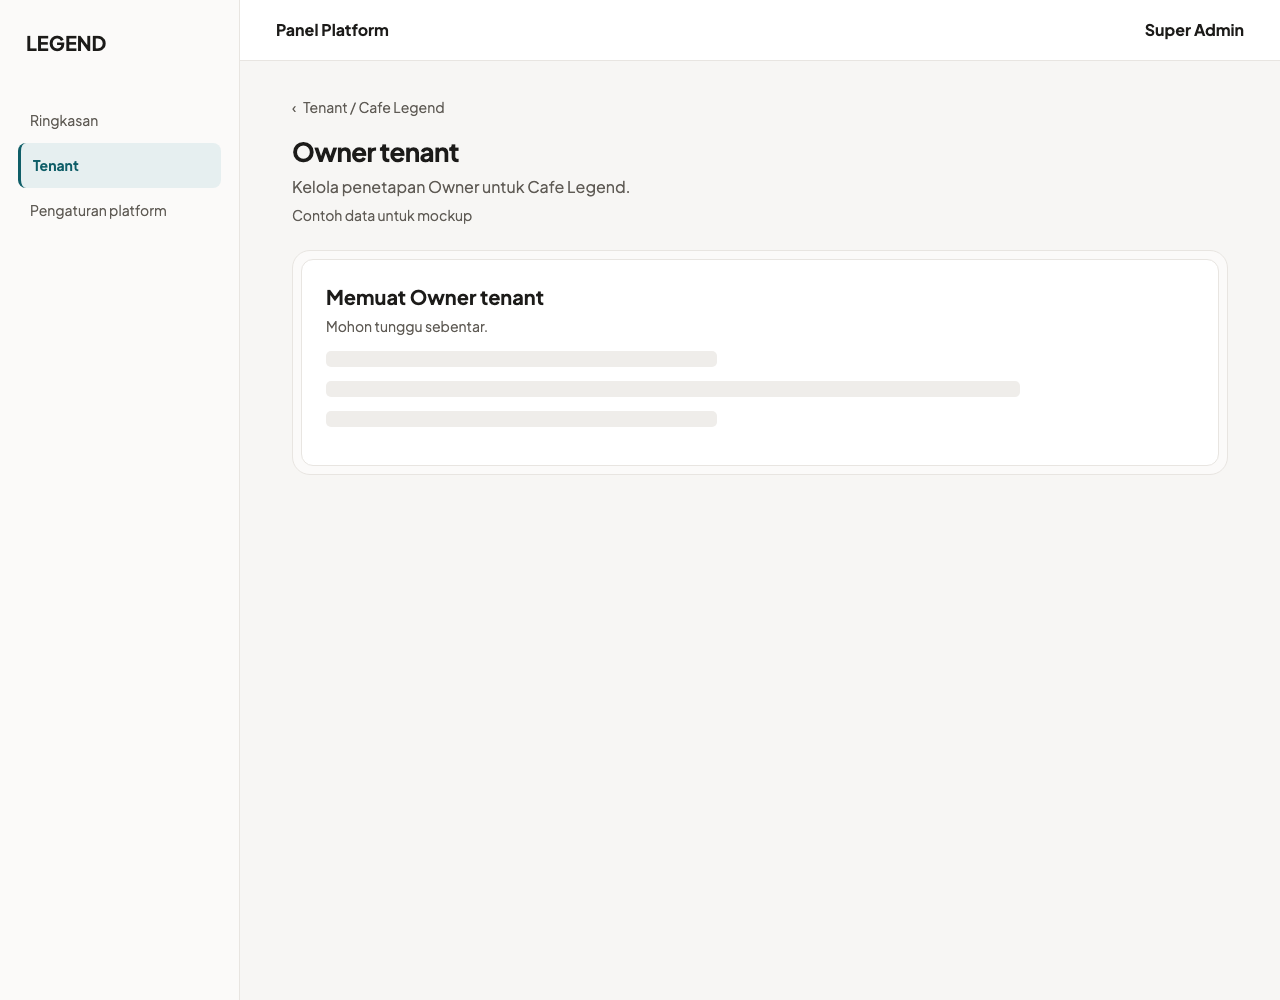 LEGEND
Panel Platform
Super Admin
Ringkasan
Tenant
Pengaturan platform
‹ Tenant / Cafe Legend
Owner tenant
Kelola penetapan Owner untuk Cafe Legend.
Contoh data untuk mockup
Memuat Owner tenant
Mohon tunggu sebentar.